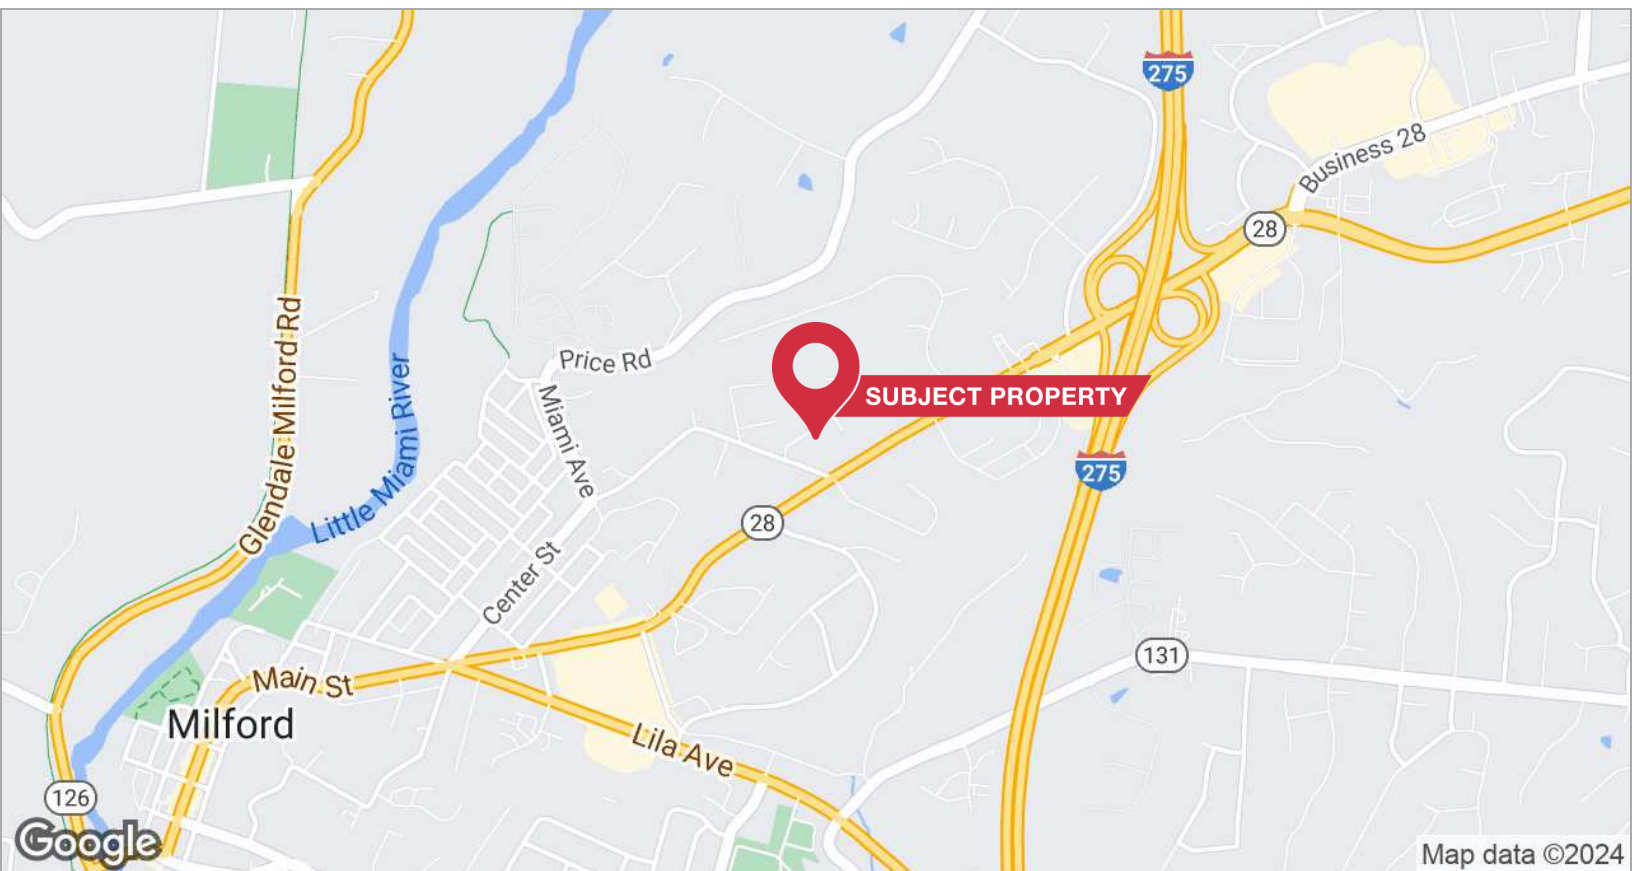 275
Business 28
28
Glendale Milford Rd
Little Miami River
Price Rd
SUBJECT PROPERTY
Miami Ave
275
28
Center St
131
Main St
Milford
Lila Ave
126
Google
Map data ©2024